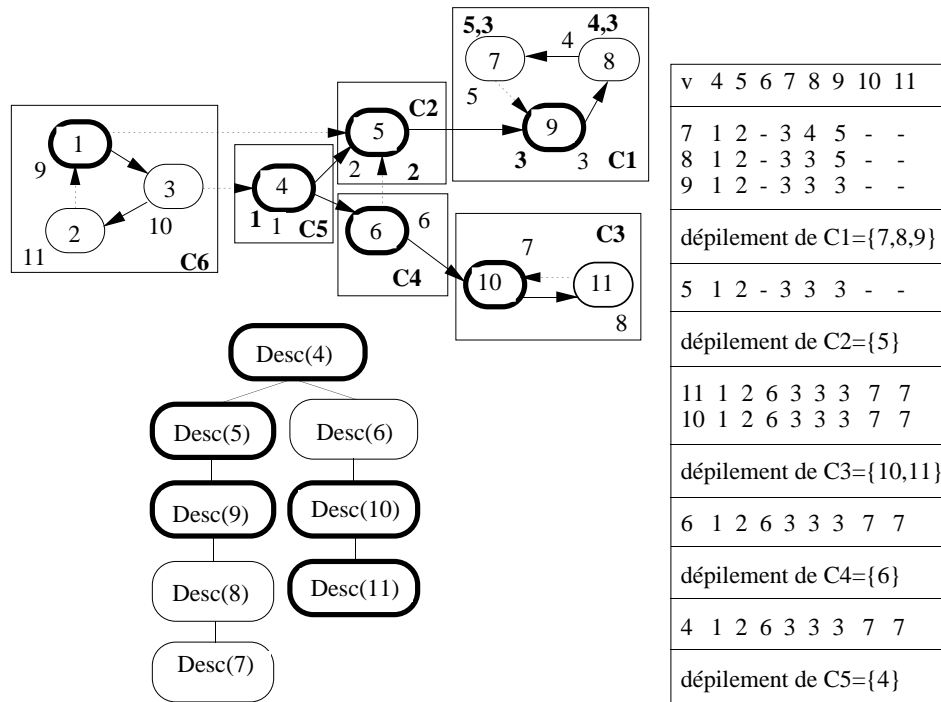 5,3
4,3
4
7
8
5
C2
C1
1
5
9
3
3
9
3
2
2
4
1
1
C5
2
11
10
C6
6
6
C4
7
C3
10
11
8
Desc(4)
Desc(5)
Desc(6)
Desc(9)
Desc(10)
Desc(8)
Desc(11)
Desc(7)
v 4 5 6 7 8 9 10 11
7 1 2 - 3 4 5 - -
8 1 2 - 3 3 5 - -
9 1 2 - 3 3 3 - -
dépilement de C1={7,8,9}
5 1 2 - 3 3 3 - -
dépilement de C2={5}
11 1 2 6 3 3 3 7 7
10 1 2 6 3 3 3 7 7
dépilement de C3={10,11}
6 1 2 6 3 3 3 7 7
dépilement de C4={6}
4 1 2 6 3 3 3 7 7
dépilement de C5={4}